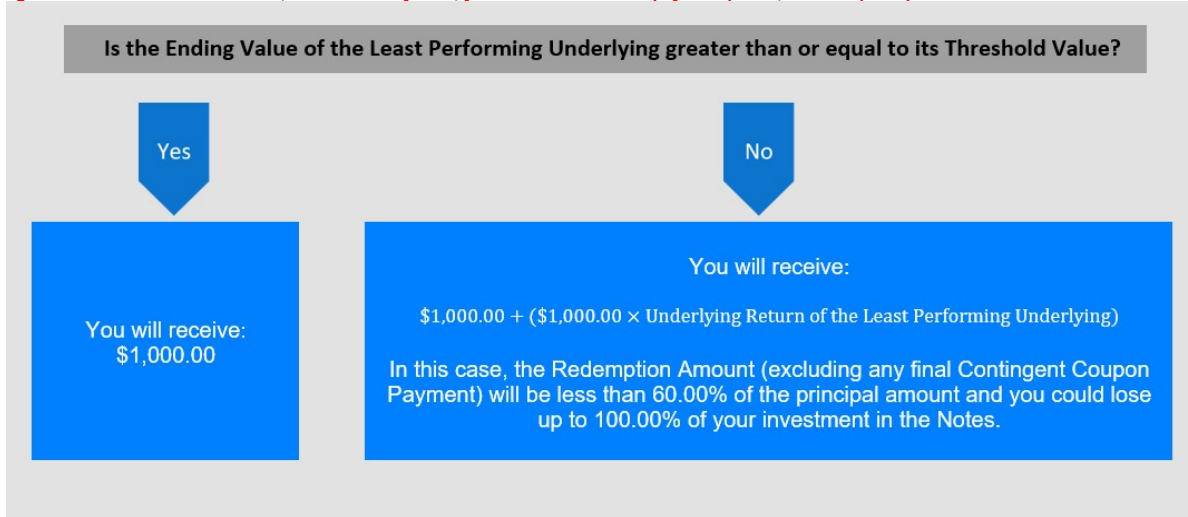 Is the Ending Value of the Least Performing Underlying greater than or equal to its Threshold Value?
Yes
No
You will receive:
$1,000.00
You will receive:
$1,000.00 + ($1,000.00 × Underlying Return of the Least Performing Underlying)
In this case, the Redemption Amount (excluding any final Contingent Coupon
Payment) will be less than 60.00% of the principal amount and you could lose
up to 100.00% of your investment in the Notes.